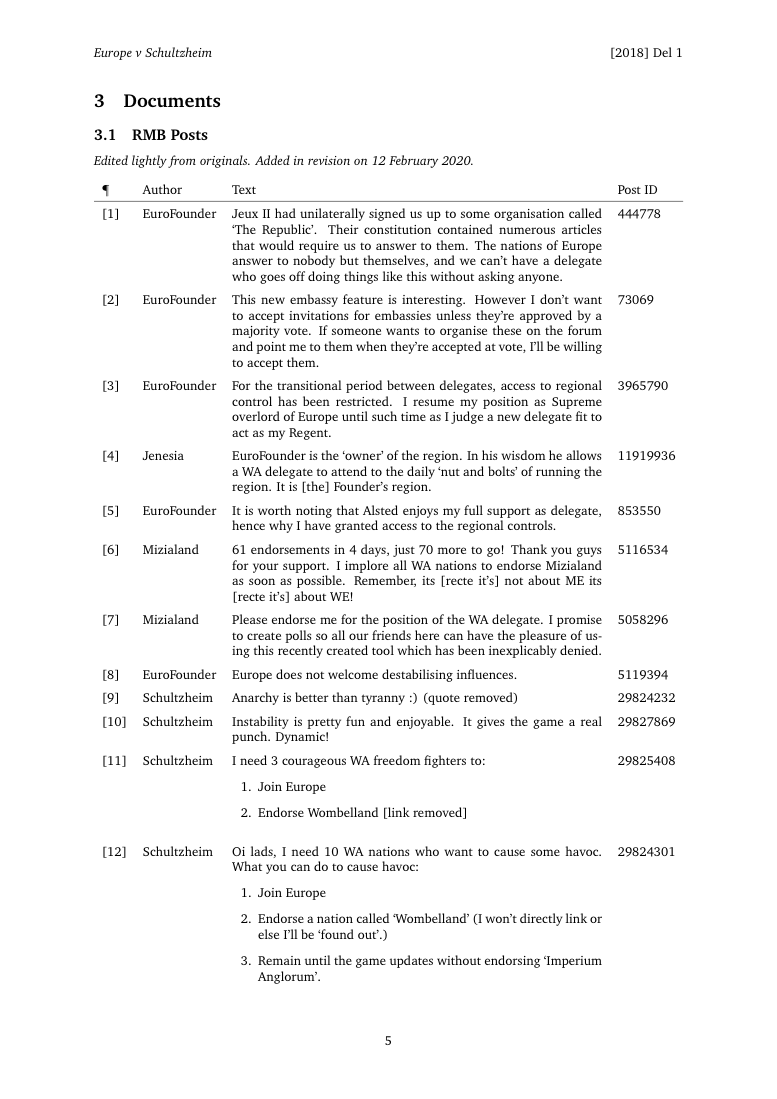 Europe v Schultzheim [2018] Del 1
3 Documents
3.1 RMB Posts
Edited lightly from originals. Added in revision on 12 February 2020.
¶ Author Text Post ID
[1] EuroFounder Jeux II had unilaterally signed us up to some organisation called 444778
‘The Republic’. Their constitution contained numerous articles
that would require us to answer to them. The nations of Europe
answer to nobody but themselves, and we can’t have a delegate
who goes off doing things like this without asking anyone.
[2] EuroFounder This new embassy feature is interesting. However I don’t want 73069
to accept invitations for embassies unless they’re approved by a
majority vote. If someone wants to organise these on the forum
and point me to them when they’re accepted at vote, I’ll be willing
to accept them.
[3] EuroFounder For the transitional period between delegates, access to regional 3965790
control has been restricted. I resume my position as Supreme
overlord of Europe until such time as I judge a new delegate fit to
act as my Regent.
[4] Jenesia EuroFounder is the ‘owner’ of the region. In his wisdom he allows 11919936
a WA delegate to attend to the daily ‘nut and bolts’ of running the
region. It is [the] Founder’s region.
[5] EuroFounder It is worth noting that Alsted enjoys my full support as delegate, 853550
hence why I have granted access to the regional controls.
[6] Mizialand 61 endorsements in 4 days, just 70 more to go! Thank you guys 5116534
for your support. I implore all WA nations to endorse Mizialand
as soon as possible. Remember, its [recte it’s] not about ME its
[recte it’s] about WE!
[7] Mizialand Please endorse me for the position of the WA delegate. I promise 5058296
to create polls so all our friends here can have the pleasure of us-
ing this recently created tool which has been inexplicably denied.
[8] EuroFounder Europe does not welcome destabilising influences. 5119394
[9] Schultzheim Anarchy is better than tyranny :) (quote removed) 29824232
[10] Schultzheim Instability is pretty fun and enjoyable. It gives the game a real 29827869
punch. Dynamic!
[11] Schultzheim I need 3 courageous WA freedom fighters to: 29825408
1. Join Europe
2. Endorse Wombelland [link removed]
[12] Schultzheim Oi lads, I need 10 WA nations who want to cause some havoc. 29824301
What you can do to cause havoc:
1. Join Europe
2. Endorse a nation called ‘Wombelland’ (I won’t directly link or
else I’ll be ‘found out’.)
3. Remain until the game updates without endorsing ‘Imperium
Anglorum’.
5